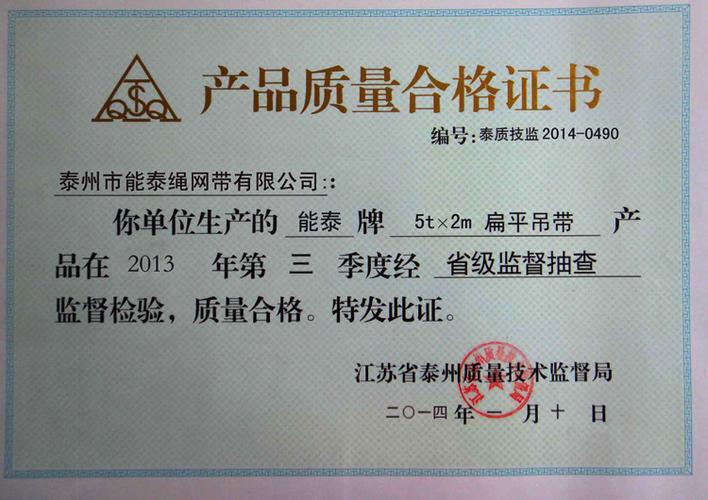 产品质量合格证书
编号:泰质技监2014-0490
泰州市能泰绳网带有限公司::
你单位生产的 能泰 牌 5t×2m 扁平吊带 产
品在 2013 年第 三 季度经 省级监督抽查
监督检验，质量合格。特发此证。
江苏省泰州质量技术监督局
二〇一四 年 一 月 十 日